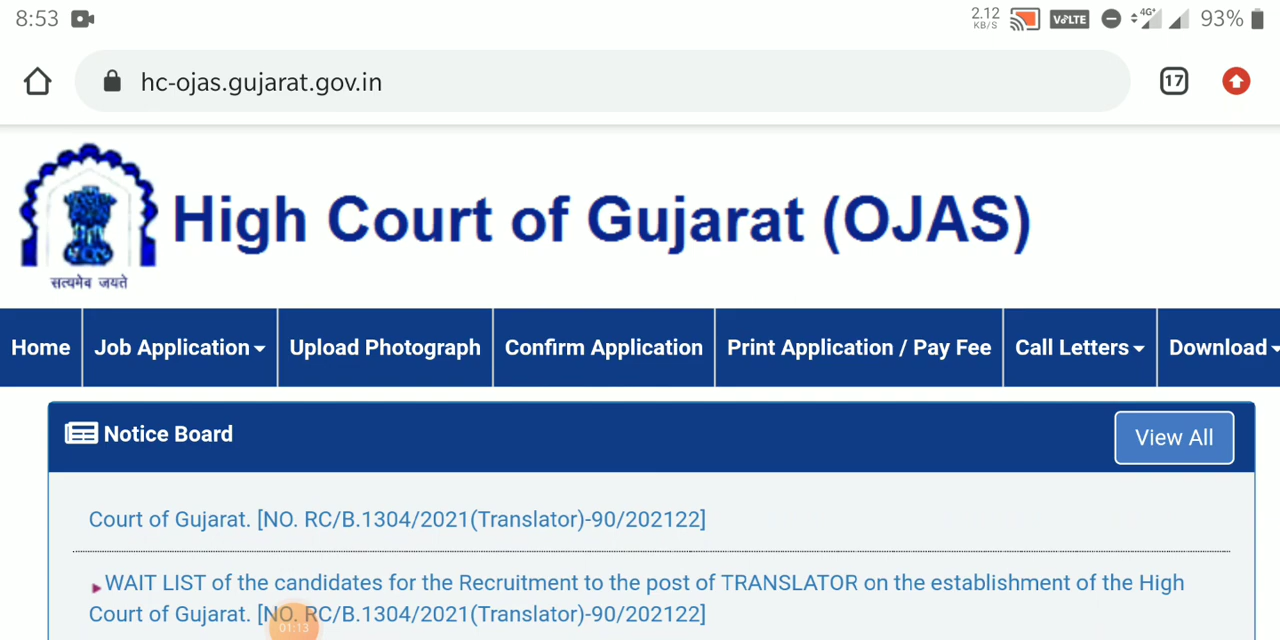 8:53
2.12
KB/S
VoLTE
4G+
93%
hc-ojas.gujarat.gov.in
17
High Court of Gujarat (OJAS)
सत्यमेव जयते
Home
Job Application
Upload Photograph
Confirm Application
Print Application / Pay Fee
Call Letters
Download
Notice Board
View All
Court of Gujarat. [NO. RC/B.1304/2021(Translator)-90/202122]
WAIT LIST of the candidates for the Recruitment to the post of TRANSLATOR on the establishment of the High
Court of Gujarat. [NO. RC/B.1304/2021(Translator)-90/202122]
01:13